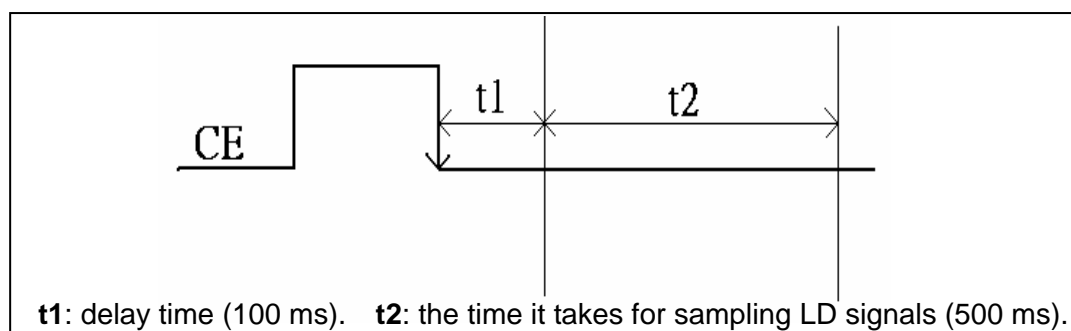 t1 t2
CE
t1: delay time (100 ms). t2: the time it takes for sampling LD signals (500 ms).